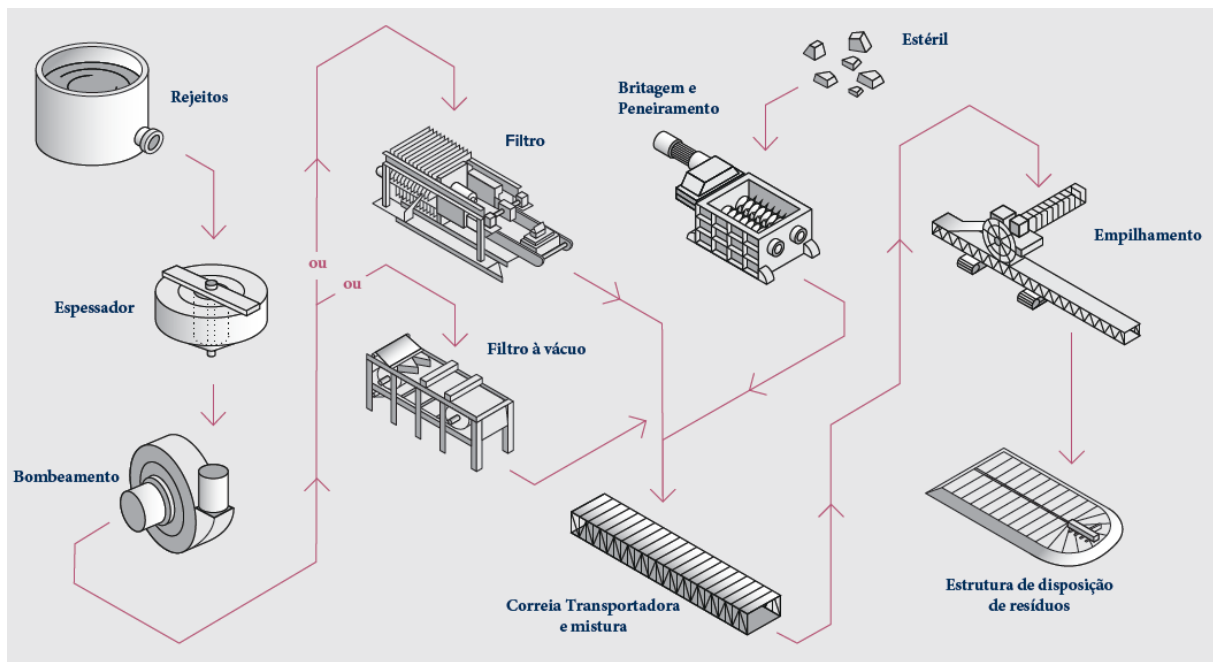 Rejeitos
Espessador
Bombeamento
ou
ou
Filtro
Filtro à vácuo
Estéril
Britagem e
Peneiramento
Correia Transportadora
e mistura
Empilhamento
Estrutura de disposição
de resíduos